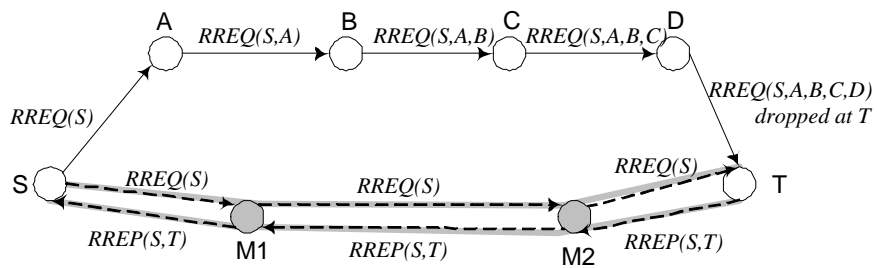 A
B
C
D
RREQ(S,A)
RREQ(S,A,B)
RREQ(S,A,B,C)
RREQ(S)
RREQ(S,A,B,C,D)
dropped at T
S
RREQ(S)
RREQ(S)
RREQ(S)
T
RREP(S,T)
M1
RREP(S,T)
M2
RREP(S,T)